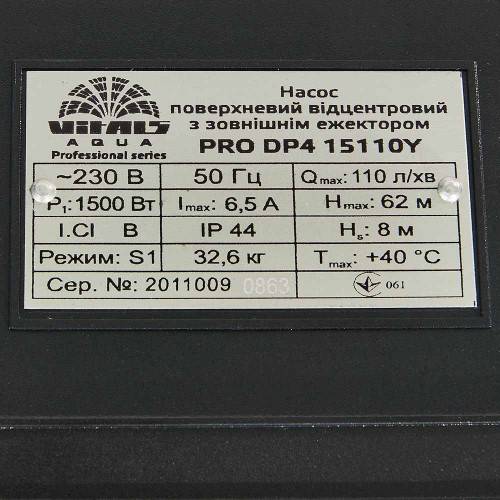 Насос
поверхневий відцентровий
з зовнішнім ежектором
PRO DP4 15110Y
VITALS
AQUA
Professional series
~230 В 50 Гц Qmax: 110 л/хв
P1:1500 Вт Imax: 6,5 А Hmax: 62 м
I.Cl B IP 44 Hs: 8 м
Режим: S1 32,6 кг Tmax: +40 °C
Сер. №: 2011009 0863 061